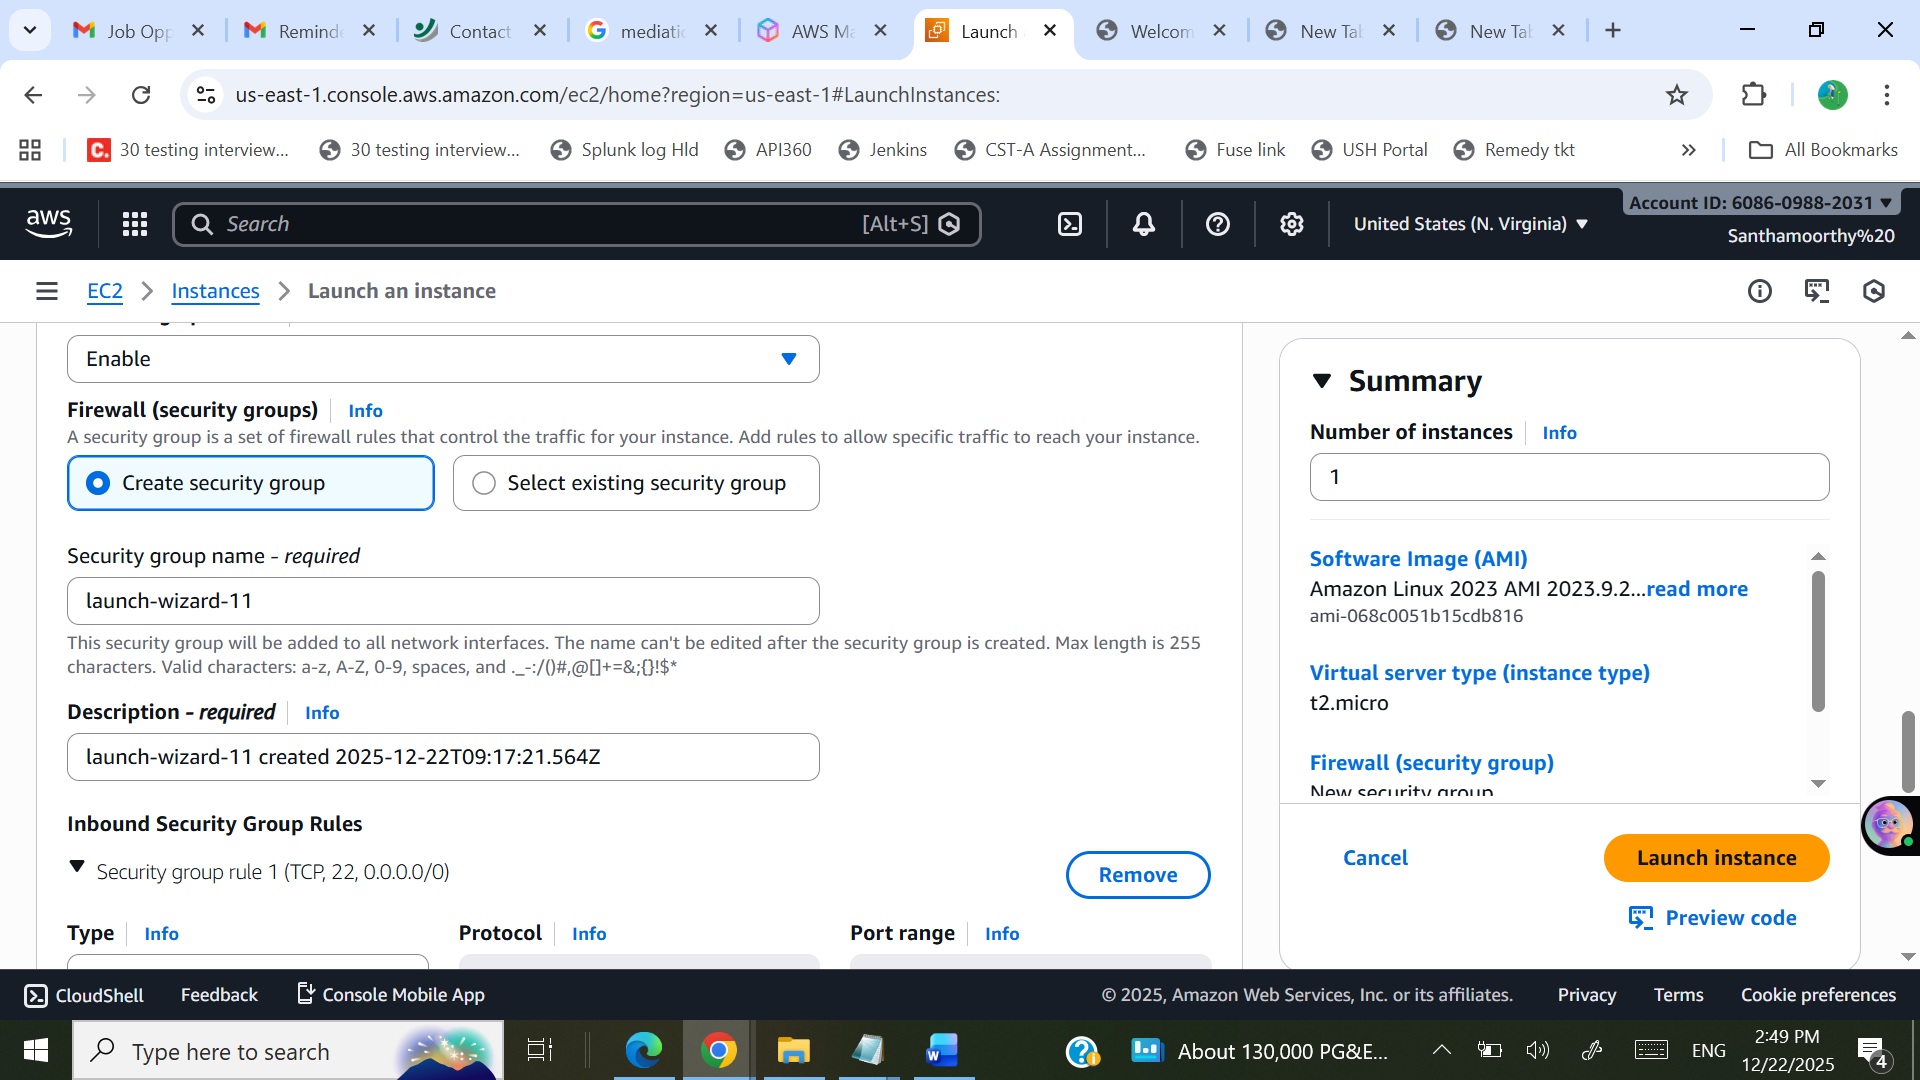 Job Opp
Reminde
Contact
mediatio
AWS Ma
Launch
Welcom
New Tab
New Tab
us-east-1.console.aws.amazon.com/ec2/home?region=us-east-1#LaunchInstances:
30 testing interview...
30 testing interview...
Splunk log Hld
API360
Jenkins
CST-A Assignment...
Fuse link
USH Portal
Remedy tkt
All Bookmarks
aws
Search
[Alt+S]
United States (N. Virginia)
Account ID: 6086-0988-2031
Santhamoorthy%20
EC2
Instances
Launch an instance
Enable
Firewall (security groups)
Info
A security group is a set of firewall rules that control the traffic for your instance. Add rules to allow specific traffic to reach your instance.
Create security group
Select existing security group
Security group name - required
launch-wizard-11
This security group will be added to all network interfaces. The name can't be edited after the security group is created. Max length is 255
characters. Valid characters: a-z, A-Z, 0-9, spaces, and ._-:/()#,@[]+=&;{}!$*
Description - required
Info
launch-wizard-11 created 2025-12-22T09:17:21.564Z
Inbound Security Group Rules
Security group rule 1 (TCP, 22, 0.0.0.0/0)
Remove
Type
Info
Protocol
Info
Port range
Info
Summary
Number of instances
Info
1
Software Image (AMI)
Amazon Linux 2023 AMI 2023.9.2...read more
ami-068c0051b15cdb816
Virtual server type (instance type)
t2.micro
Firewall (security group)
New security group
Cancel
Launch instance
Preview code
CloudShell
Feedback
Console Mobile App
© 2025, Amazon Web Services, Inc. or its affiliates.
Privacy
Terms
Cookie preferences
Type here to search
About 130,000 PG&E...
ENG
2:49 PM
12/22/2025
4